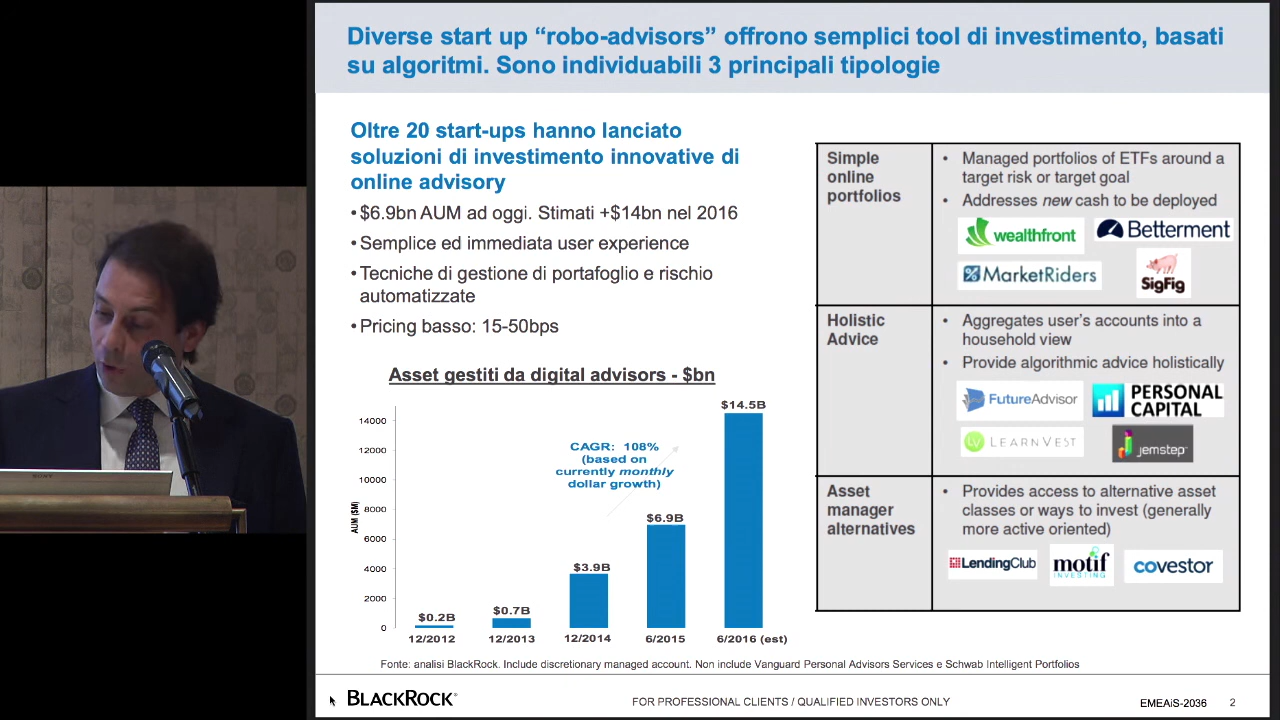 Diverse start up “robo-advisors” offrono semplici tool di investimento, basati
su algoritmi. Sono individuabili 3 principali tipologie
Oltre 20 start-ups hanno lanciato
soluzioni di investimento innovative di
online advisory
•$6.9bn AUM ad oggi. Stimati +$14bn nel 2016
•Semplice ed immediata user experience
•Tecniche di gestione di portafoglio e rischio
automatizzate
•Pricing basso: 15-50bps
Asset gestiti da digital advisors - $bn
AUM ($M)
14000
12000
10000
8000
6000
4000
2000
0
CAGR: 108%
(based on
currently monthly
dollar growth)
$0.2B
$0.7B
$3.9B
$6.9B
$14.5B
12/2012
12/2013
12/2014
6/2015
6/2016 (est)
Simple
online
portfolios
• Managed portfolios of ETFs around a
target risk or target goal
• Addresses new cash to be deployed
wealthfront
Betterment
MarketRiders
SigFig
Holistic
Advice
• Aggregates user’s accounts into a
household view
• Provide algorithmic advice holistically
FutureAdvisor
PERSONAL
CAPITAL
LV LEARNVEST
jemstep
Asset
manager
alternatives
• Provides access to alternative asset
classes or ways to invest (generally
more active oriented)
LendingClub
motif
INVESTING
covestor
Fonte: analisi BlackRock. Include discretionary managed account. Non include Vanguard Personal Advisors Services e Schwab Intelligent Portfolios
BLACKROCK®
FOR PROFESSIONAL CLIENTS / QUALIFIED INVESTORS ONLY
EMEAiS-2036
2
SONY